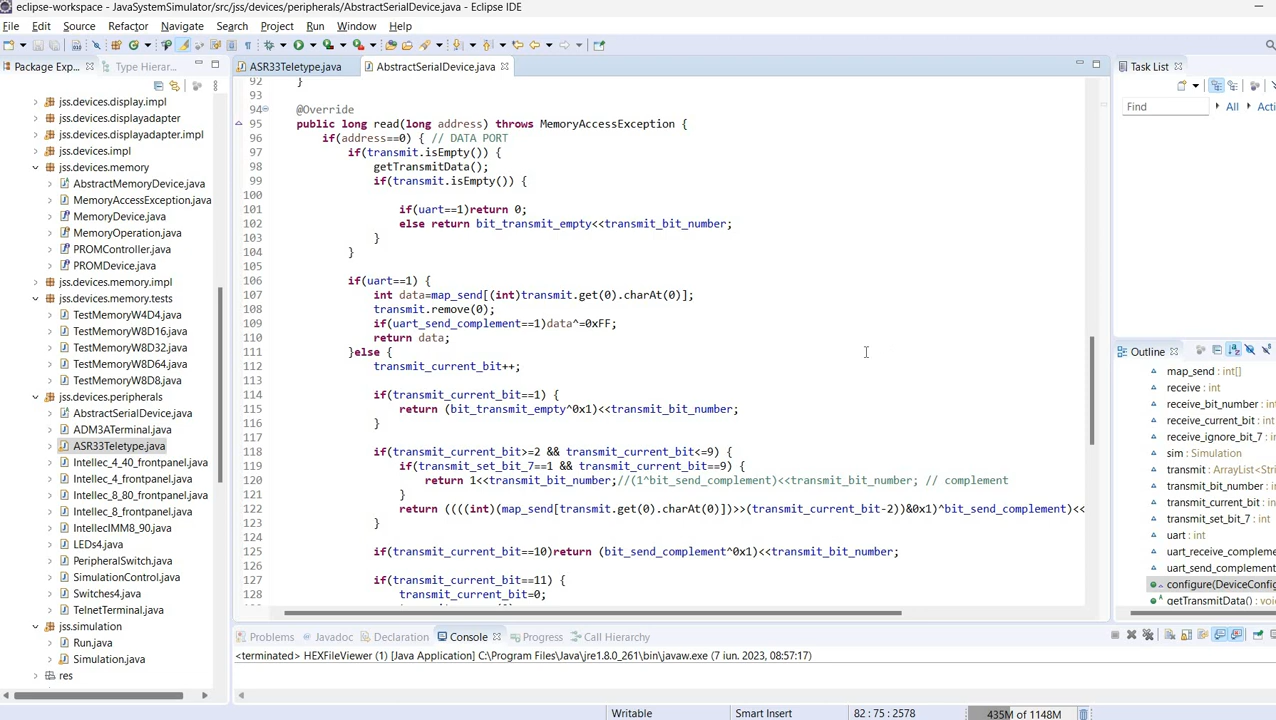 eclipse-workspace - JavaSystemSimulator/src/jss/devices/peripherals/AbstractSerialDevice.java - Eclipse IDE
File Edit Source Refactor Navigate Search Project Run Window Help
Package Exp... Type Hierar...
jss.devices.display.impl
jss.devices.displayadapter
jss.devices.displayadapter.impl
jss.devices.impl
jss.devices.memory
AbstractMemoryDevice.java
MemoryAccessException.java
MemoryDevice.java
MemoryOperation.java
PROMController.java
PROMDevice.java
jss.devices.memory.impl
jss.devices.memory.tests
TestMemoryW4D4.java
TestMemoryW8D16.java
TestMemoryW8D32.java
TestMemoryW8D64.java
TestMemoryW8D8.java
jss.devices.peripherals
AbstractSerialDevice.java
ADM3ATerminal.java
ASR33Teletype.java
Intellec_4_40_frontpanel.java
Intellec_4_frontpanel.java
Intellec_8_80_frontpanel.java
Intellec_8_frontpanel.java
IntellecIMM8_90.java
LEDs4.java
PeripheralSwitch.java
SimulationControl.java
Switches4.java
TelnetTerminal.java
jss.simulation
Run.java
Simulation.java
res
ASR33Teletype.java AbstractSerialDevice.java
92 }
93
94 @Override
95 public long read(long address) throws MemoryAccessException {
96 if(address==0) { // DATA PORT
97 if(transmit.isEmpty()) {
98 getTransmitData();
99 if(transmit.isEmpty()) {
100
101 if(uart==1)return 0;
102 else return bit_transmit_empty<<transmit_bit_number;
103 }
104 }
105
106 if(uart==1) {
107 int data=map_send[(int)transmit.get(0).charAt(0)];
108 transmit.remove(0);
109 if(uart_send_complement==1)data^=0xFF;
110 return data;
111 }else {
112 transmit_current_bit++;
113
114 if(transmit_current_bit==1) {
115 return (bit_transmit_empty^0x1)<<transmit_bit_number;
116 }
117
118 if(transmit_current_bit>=2 && transmit_current_bit<=9) {
119 if(transmit_set_bit_7==1 && transmit_current_bit==9) {
120 return 1<<transmit_bit_number;//(1^bit_send_complement)<<transmit_bit_number; // complement
121 }
122 return ((((int)(map_send[transmit.get(0).charAt(0)])>>(transmit_current_bit-2))&0x1)^bit_send_complement)<<
123 }
124
125 if(transmit_current_bit==10)return (bit_send_complement^0x1)<<transmit_bit_number;
126
127 if(transmit_current_bit==11) {
128 transmit_current_bit=0;
Problems Javadoc Declaration Console Progress Call Hierarchy
<terminated> HEXFileViewer (1) [Java Application] C:\Program Files\Java\jre1.8.0_261\bin\javaw.exe (7 iun. 2023, 08:57:17)
Task List
Find All Acti
Outline
map_send : int[]
receive : int
receive_bit_number : int
receive_current_bit : int
receive_ignore_bit_7 : int
sim : Simulation
transmit : ArrayList<S
transmit_bit_number : i
transmit_current_bit : in
transmit_set_bit_7 : int
uart : int
uart_receive_compleme
uart_send_complement
configure(DeviceConfig
getTransmitData() : voi
Writable Smart Insert 82 : 75 : 2578 435M of 1148M